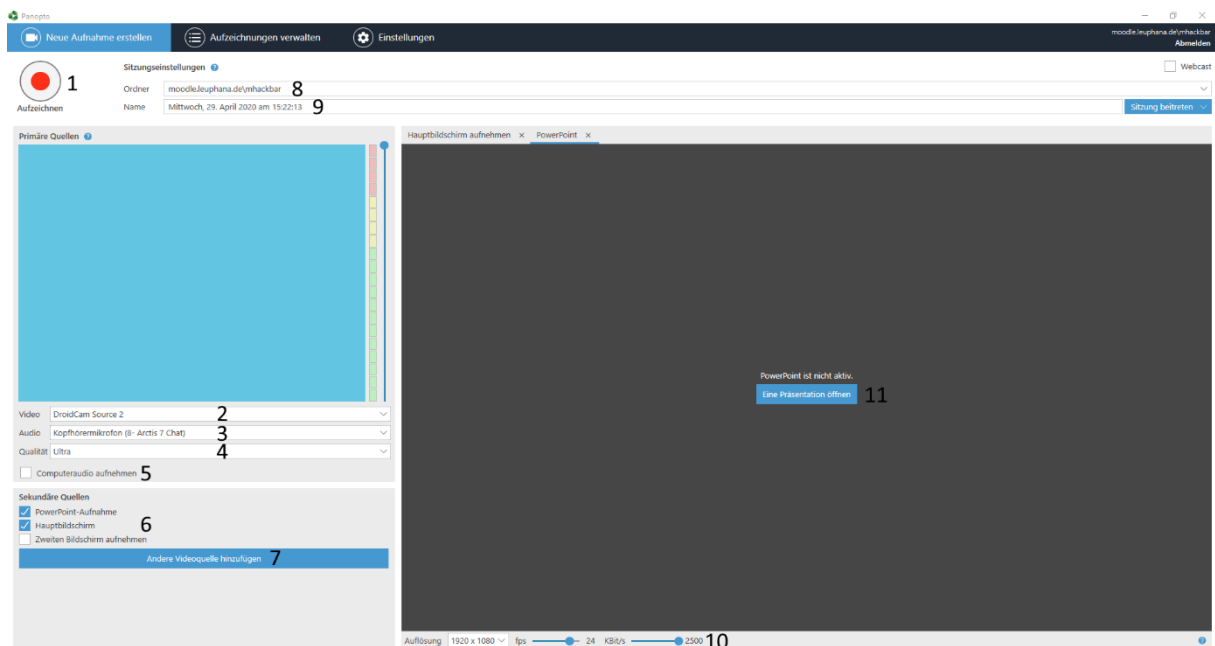 Panopto
Neue Aufnahme erstellen Aufzeichnungen verwalten Einstellungen
moodle.leuphana.de\mhackbar
Abmelden
Sitzungseinstellungen ?
Webcast
1
Ordner moodle.leuphana.de\mhackbar 8
Aufzeichnen
Name Mittwoch, 29. April 2020 am 15:22:13 9
Sitzung beitreten
Primäre Quellen ?
Hauptbildschirm aufnehmen x PowerPoint x
PowerPoint ist nicht aktiv.
Eine Präsentation öffnen 11
Video DroidCam Source 2 2
Audio Kopfhörermikrofon (8- Arctis 7 Chat) 3
Qualität Ultra 4
Computeraudio aufnehmen 5
Sekundäre Quellen
PowerPoint-Aufnahme
Hauptbildschirm 6
Zweiten Bildschirm aufnehmen
Andere Videoquelle hinzufügen 7
Auflösung 1920 x 1080 fps 24 KBit/s 2500 10 ?